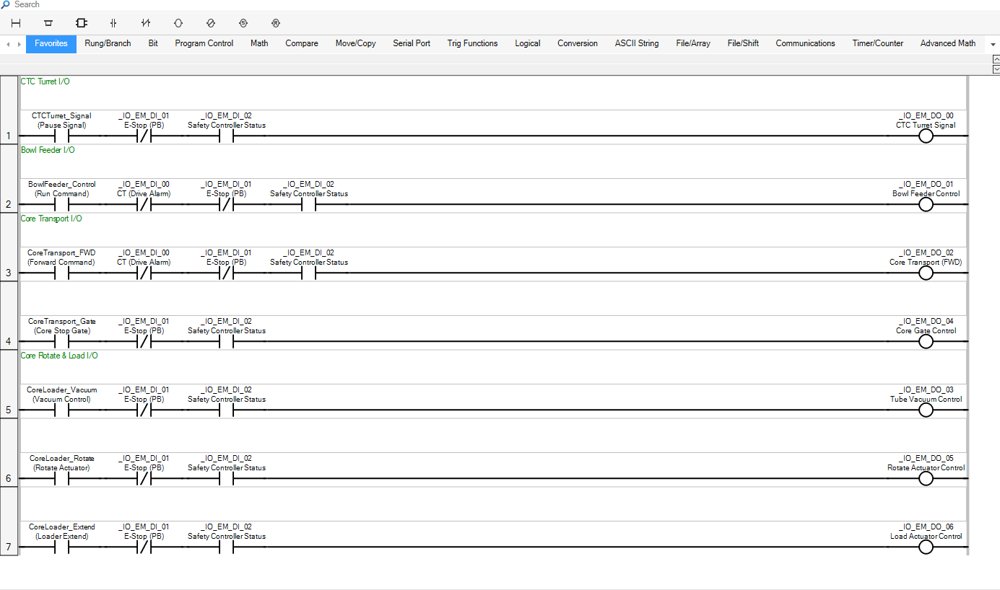 Search
Favorites Rung/Branch Bit Program Control Math Compare Move/Copy Serial Port Trig Functions Logical Conversion ASCII String File/Array File/Shift Communications Timer/Counter Advanced Math
CTC Turret I/O
CTCTurret_Signal _IO_EM_DI_01 _IO_EM_DI_02 _IO_EM_DO_00
(Pause Signal) E-Stop (PB) Safety Controller Status CTC Turret Signal
1
Bowl Feeder I/O
BowlFeeder_Control _IO_EM_DI_00 _IO_EM_DI_01 _IO_EM_DI_02 _IO_EM_DO_01
(Run Command) CT (Drive Alarm) E-Stop (PB) Safety Controller Status Bowl Feeder Control
2
Core Transport I/O
CoreTransport_FWD _IO_EM_DI_00 _IO_EM_DI_01 _IO_EM_DI_02 _IO_EM_DO_02
(Forward Command) CT (Drive Alarm) E-Stop (PB) Safety Controller Status Core Transport (FWD)
3
CoreTransport_Gate _IO_EM_DI_01 _IO_EM_DI_02 _IO_EM_DO_04
(Core Stop Gate) E-Stop (PB) Safety Controller Status Core Gate Control
4
Core Rotate & Load I/O
CoreLoader_Vacuum _IO_EM_DI_01 _IO_EM_DI_02 _IO_EM_DO_03
(Vacuum Control) E-Stop (PB) Safety Controller Status Tube Vacuum Control
5
CoreLoader_Rotate _IO_EM_DI_01 _IO_EM_DI_02 _IO_EM_DO_05
(Rotate Actuator) E-Stop (PB) Safety Controller Status Rotate Actuator Control
6
CoreLoader_Extend _IO_EM_DI_01 _IO_EM_DI_02 _IO_EM_DO_06
(Loader Extend) E-Stop (PB) Safety Controller Status Load Actuator Control
7